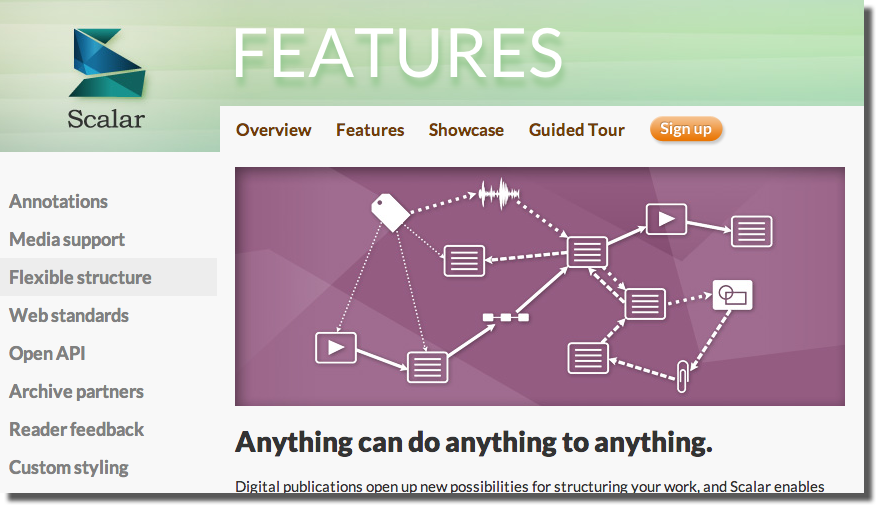 Scalar
FEATURES
Overview Features Showcase Guided Tour Sign up
Annotations
Media support
Flexible structure
Web standards
Open API
Archive partners
Reader feedback
Custom styling
Anything can do anything to anything.
Digital publications open up new possibilities for structuring your work, and Scalar enables